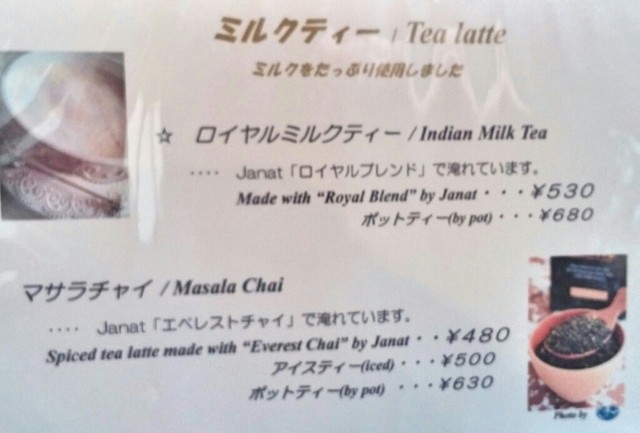 ミルクティー / Tea latte
ミルクをたっぷり使用しました
☆ ロイヤルミルクティー / Indian Milk Tea
････ Janat「ロイヤルブレンド」で淹れています。
Made with “Royal Blend” by Janat・・・¥530
ポットティー(by pot)・・・¥680
マサラチャイ / Masala Chai
････ Janat「エベレストチャイ」で淹れています。
Spiced tea latte made with “Everest Chai” by Janat・・¥480
アイスティー(iced)・・・¥500
ポットティー(by pot)・・・¥630
Photo by